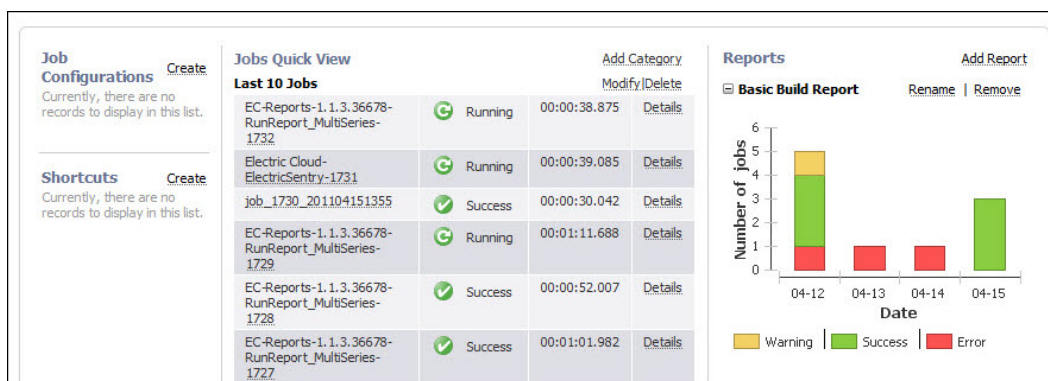 Job
Configurations
Create
Currently, there are no
records to display in this list.
Shortcuts
Create
Currently, there are no
records to display in this list.
Jobs Quick View
Add Category
Last 10 Jobs
Modify|Delete
EC-Reports-1.1.3.36678-
RunReport_MultiSeries-
1732
Running
00:00:38.875
Details
Electric Cloud-
ElectricSentry-1731
Running
00:00:39.085
Details
job_1730_201104151355
Success
00:00:30.042
Details
EC-Reports-1.1.3.36678-
RunReport_MultiSeries-
1729
Running
00:01:11.688
Details
EC-Reports-1.1.3.36678-
RunReport_MultiSeries-
1728
Success
00:00:52.007
Details
EC-Reports-1.1.3.36678-
RunReport_MultiSeries-
1727
Success
00:01:01.982
Details
Reports
Add Report
Basic Build Report
Rename | Remove
Number of jobs
6
5
4
3
2
1
0
04-12 04-13 04-14 04-15
Date
Warning Success Error